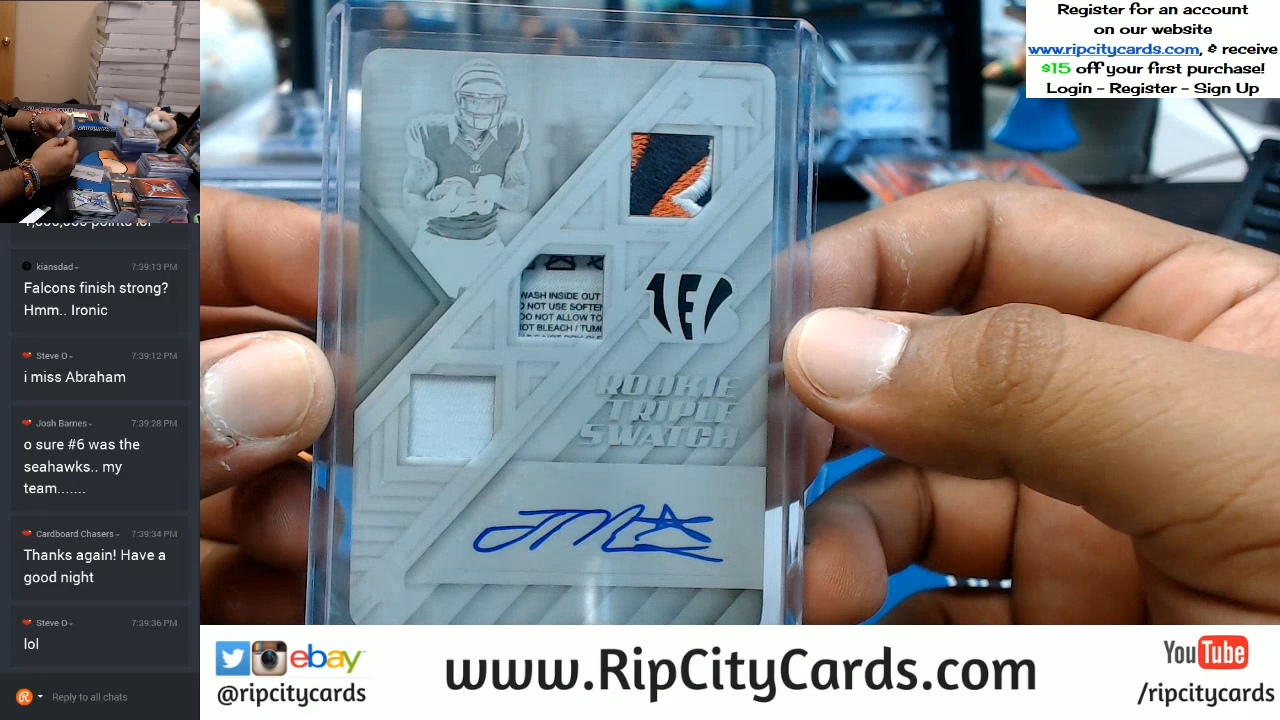 Register for an account
on our website
www.ripcitycards.com, & receive
$15 off your first purchase!
Login - Register - Sign Up
kiansdad
7:39:13 PM
Falcons finish strong?
Hmm.. Ironic
Steve O
7:39:12 PM
i miss Abraham
Josh Barnes
7:39:28 PM
o sure #6 was the
seahawks.. my
team.......
Cardboard Chasers
7:39:34 PM
Thanks again! Have a
good night
Steve O
7:39:36 PM
lol
Reply to all chats
WASH INSIDE OUT
NOT USE
DO NOT ALLOW TO
NOT BLEACH / TUM
ROOKIE
TRIPLE
SWATCH
ebay
@ripcitycards
www.RipCityCards.com
YouTube
/ripcitycards